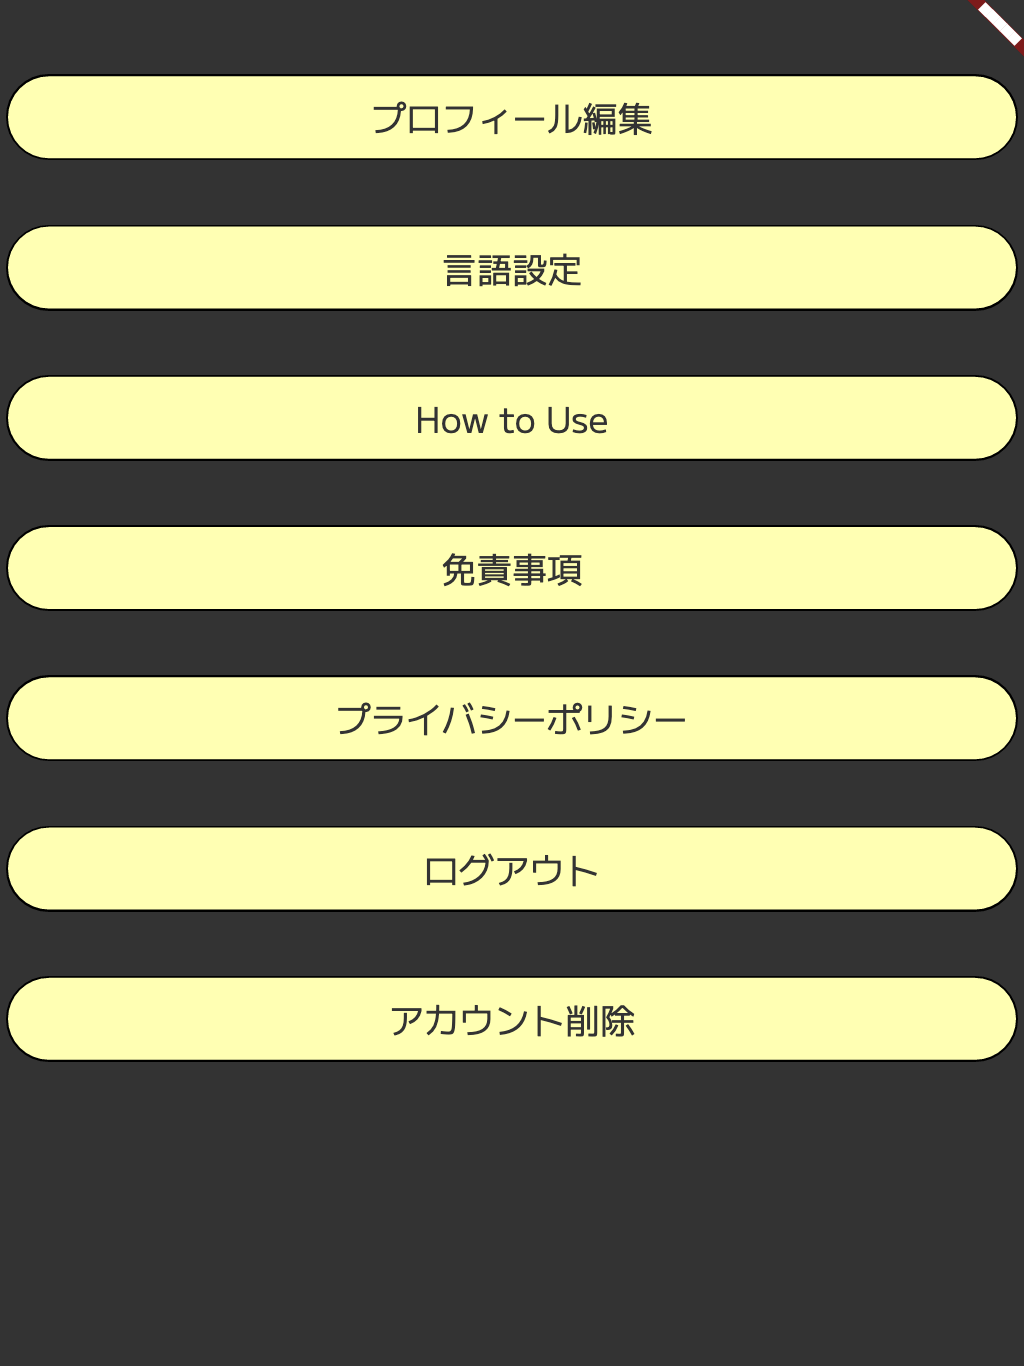 プロフィール編集
言語設定
How to Use
免責事項
プライバシーポリシー
ログアウト
アカウント削除